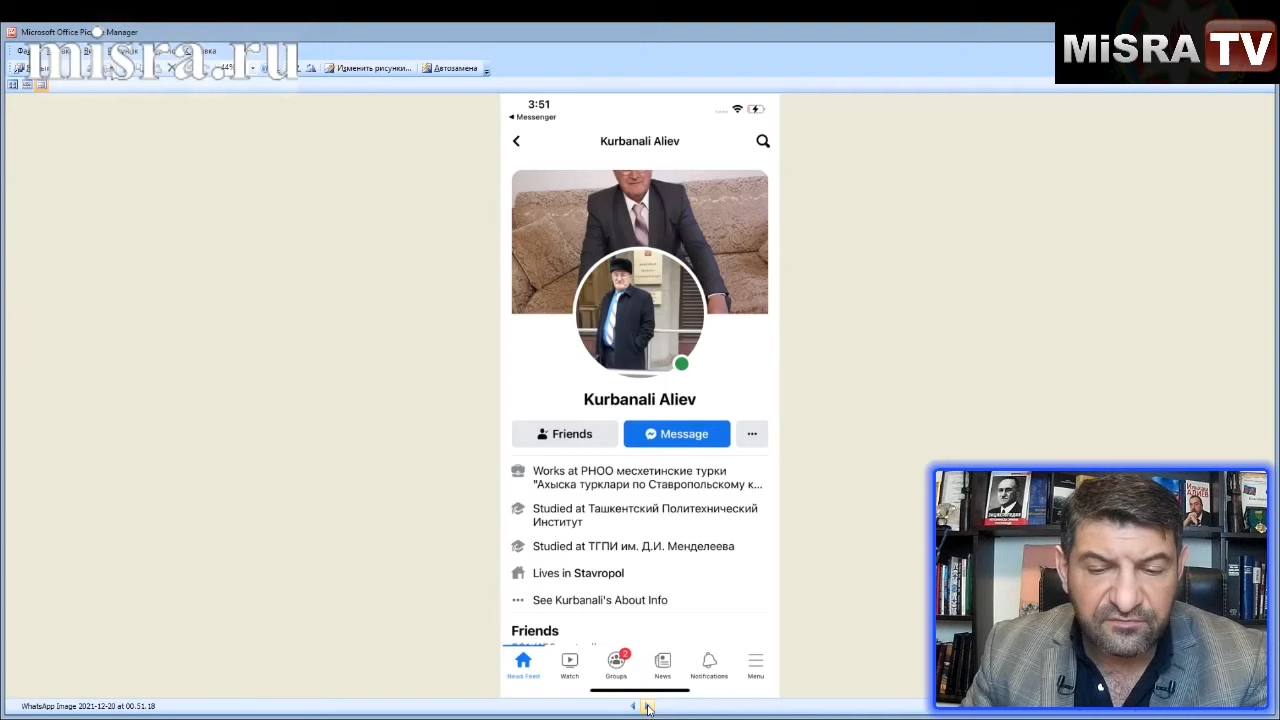 Microsoft Office Picture Manager
misra.ru
MiSRA TV
Изменить рисунки...
Автозамена
3:51
Messenger
Kurbanali Aliev
Kurbanali Aliev
Friends
Message
Works at РНОО месхетинские турки
"Ахыска турклари по Ставропольскому к...
Studied at Ташкентский Политехнический
Институт
Studied at ТГПИ им. Д.И. Менделеева
Lives in Stavropol
See Kurbanali's About Info
Friends
2
News Feed
Watch
Groups
News
Notifications
Menu
WhatsApp Image 2021-12-20 at 00.51.18